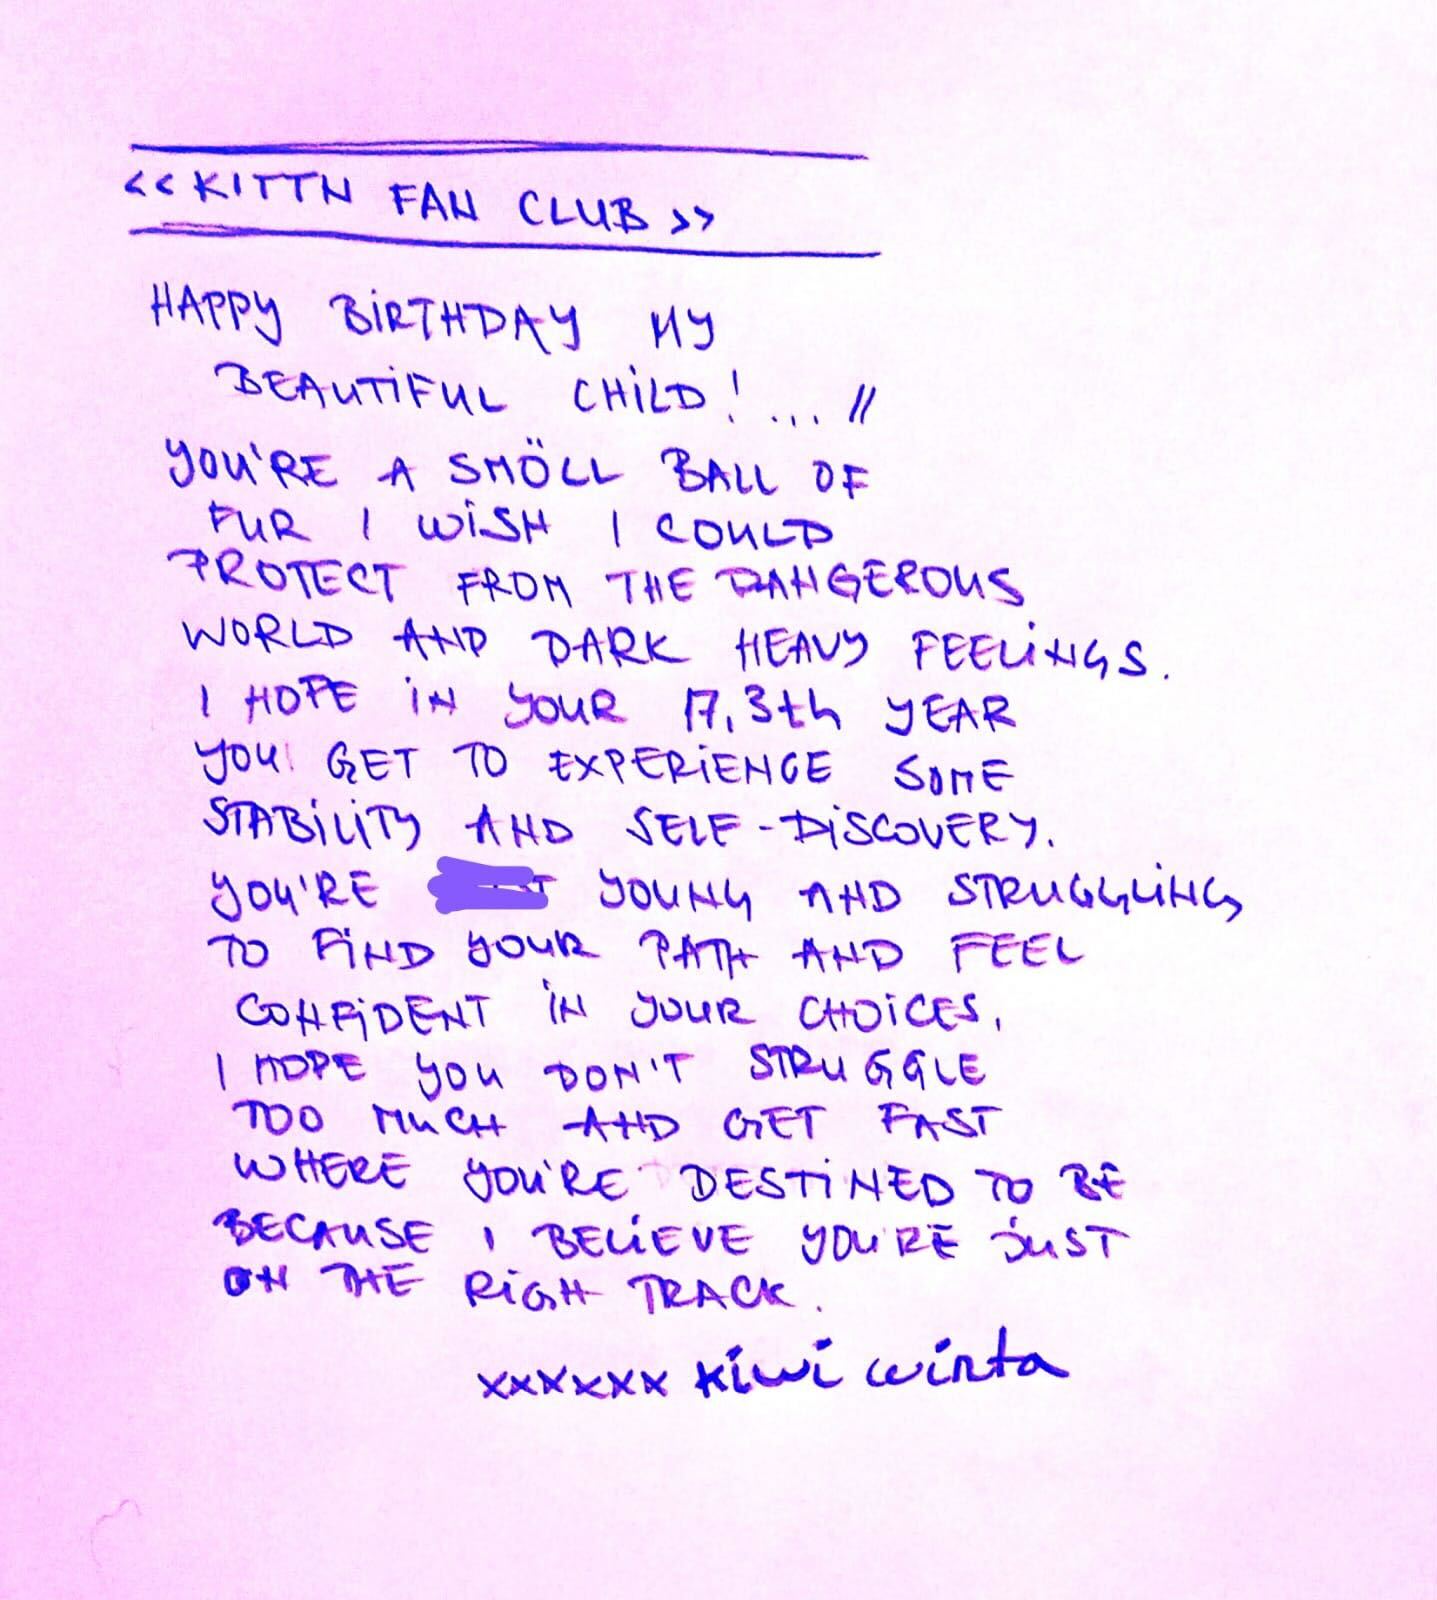 <<KITTN FAN CLUB>>
HAPPY BiRTHDAY MY
BEAUTiFUL CHiLD!... //
YOU'RE A SMÖLL BALL OF
FUR I WiSH I COULD
PROTECT FROM THE DANGEROUS
WORLD AND DARK HEAVY FEELiNGS.
I HOPE iN YOUR 17,3th YEAR
YOU GET TO EXPERiENCE SOME
STABiLiTY AND SELF-DiSCOVERY.
YOU'RE YOUNG AND STRUGGLiNG
TO FiND YOUR PATH AND FEEL
CONFiDENT iN YOUR CHOiCES,
I HOPE YOU DON'T STRUGGLE
TOO MUCH AND GET FAST
WHERE YOU'RE DESTiNED TO BE
BECAUSE I BELiEVE YOU'RE JUST
ON THE RiGH TRACK.
xxxxxx kiwi winta